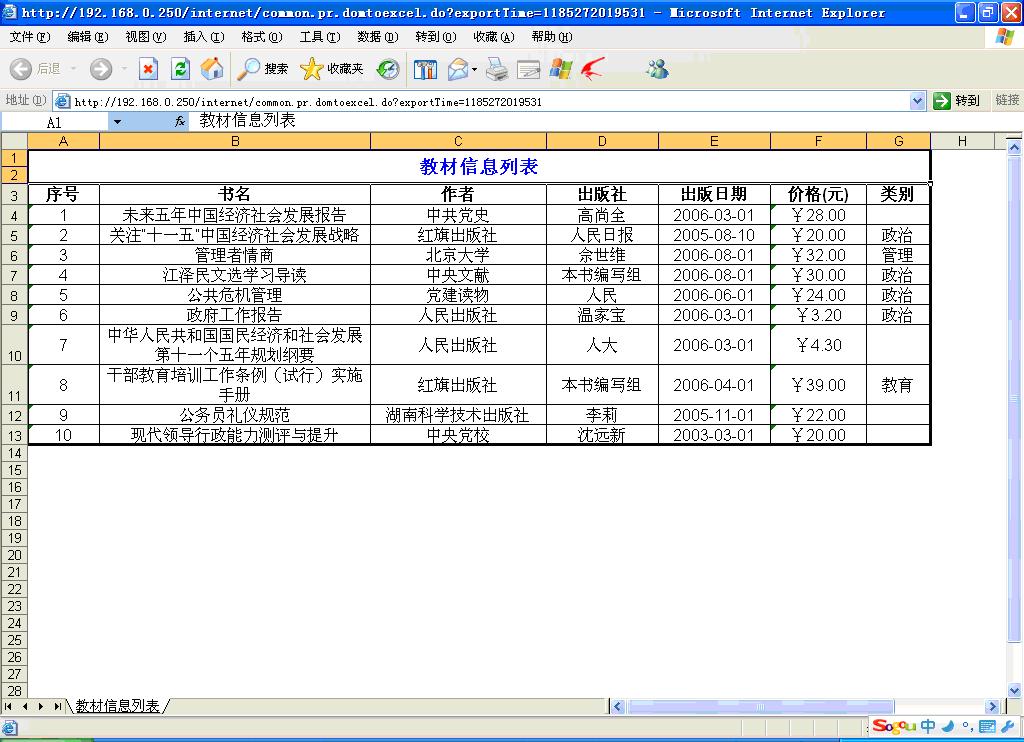 http://192.168.0.250/internet/common.pr.domtoexcel.do?exportTime=1185272019531 - Microsoft Internet Explorer
文件(F) 编辑(E) 视图(V) 插入(I) 格式(O) 工具(T) 数据(D) 转到(O) 收藏(A) 帮助(H)
后退 搜索 收藏夹
地址(D) http://192.168.0.250/internet/common.pr.domtoexcel.do?exportTime=1185272019531 转到 链接
A1 fx 教材信息列表
A B C D E F G H
1
2 教材信息列表
3 序号 书名 作者 出版社 出版日期 价格(元) 类别
4 1 未来五年中国经济社会发展报告 中共党史 高尚全 2006-03-01 ￥28.00
5 2 关注"十一五"中国经济社会发展战略 红旗出版社 人民日报 2005-08-10 ￥20.00 政治
6 3 管理者情商 北京大学 余世维 2006-08-01 ￥32.00 管理
7 4 江泽民文选学习导读 中央文献 本书编写组 2006-08-01 ￥30.00 政治
8 5 公共危机管理 党建读物 人民 2006-06-01 ￥24.00 政治
9 6 政府工作报告 人民出版社 温家宝 2006-03-01 ￥3.20 政治
10 7 中华人民共和国国民经济和社会发展
第十一个五年规划纲要 人民出版社 人大 2006-03-01 ￥4.30
11 8 干部教育培训工作条例（试行）实施
手册 红旗出版社 本书编写组 2006-04-01 ￥39.00 教育
12 9 公务员礼仪规范 湖南科学技术出版社 李莉 2005-11-01 ￥22.00
13 10 现代领导行政能力测评与提升 中央党校 沈远新 2003-03-01 ￥20.00
14
15
16
17
18
19
20
21
22
23
24
25
26
27
28
教材信息列表
Sogou 中